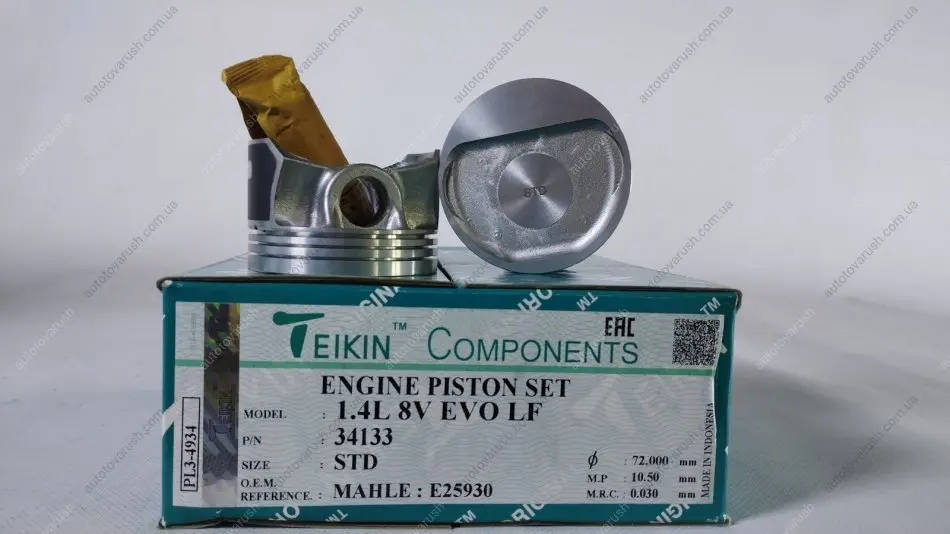 STD
TEIKIN™ COMPONENTS
EAC
ENGINE PISTON SET
MODEL : 1.4L 8V EVO LF
P/N : 34133
SIZE : STD
O.E.M. REFERENCE. : MAHLE : E25930
ϕ : 72,000 mm
M.P : 10.50 mm
M.R.C. : 0.030 mm
MADE IN INDONESIA
PL3-4934
autotovarush.com.ua